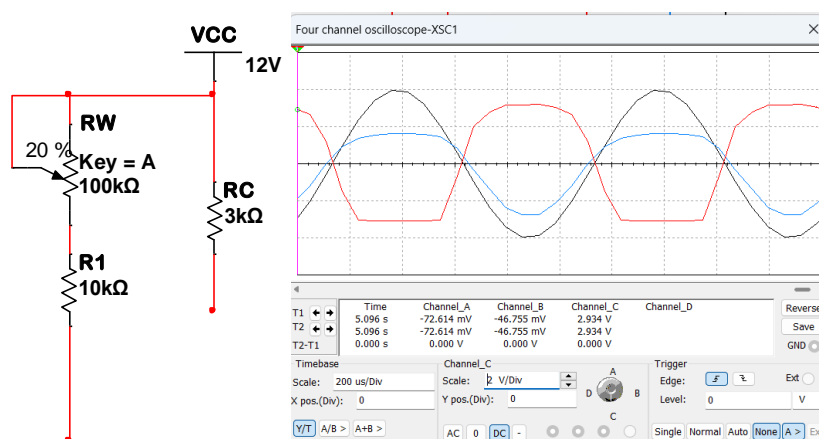 VCC
12V
RW
20 %
Key = A
100kΩ
RC
3kΩ
R1
10kΩ
Four channel oscilloscope-XSC1
Time Channel_A Channel_B Channel_C Channel_D
T1 5.096 s -72.614 mV -46.755 mV 2.934 V
T2 5.096 s -72.614 mV -46.755 mV 2.934 V
T2-T1 0.000 s 0.000 V 0.000 V 0.000 V
Reverse
Save
GND
Timebase
Scale: 200 us/Div
X pos.(Div): 0
Y/T A/B > A+B >
Channel_C
Scale: 2 V/Div
Y pos.(Div): 0
AC 0 DC -
A
D B
C
Trigger
Edge: Ext
Level: 0 V
Single Normal Auto None A > Ex